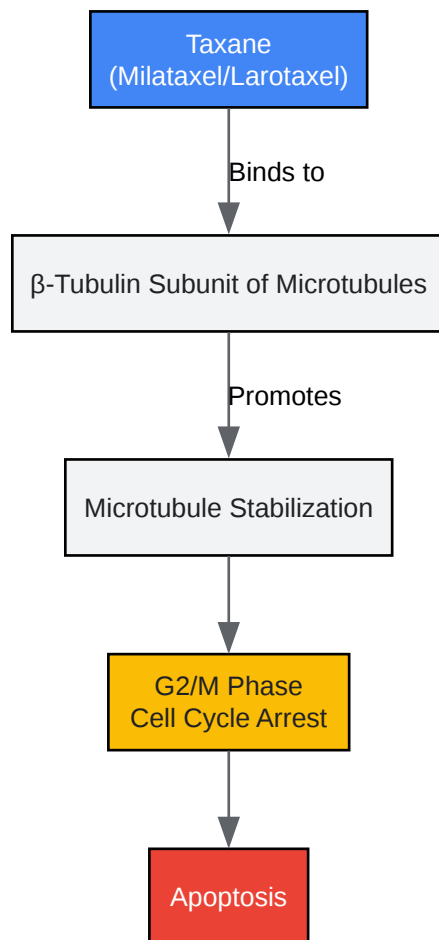 Taxane
(Milataxel/Larotaxel)
Binds to
β-Tubulin Subunit of Microtubules
Promotes
Microtubule Stabilization
G2/M Phase
Cell Cycle Arrest
Apoptosis